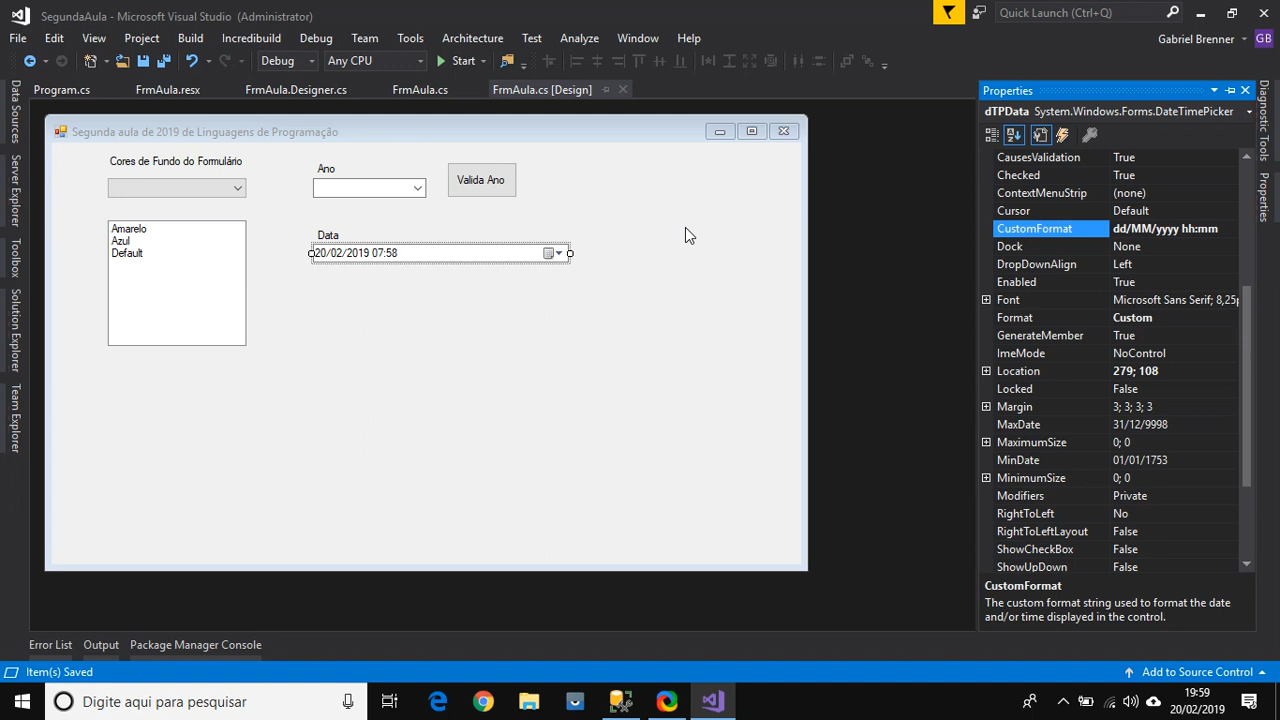 SegundaAula - Microsoft Visual Studio (Administrator)
Quick Launch (Ctrl+Q)
File Edit View Project Build Incredibuild Debug Team Tools Architecture Test Analyze Window Help
Gabriel Brenner GB
Debug Any CPU Start
Program.cs FrmAula.resx FrmAula.Designer.cs FrmAula.cs FrmAula.cs [Design]
Data Sources
Server Explorer
Toolbox
Solution Explorer
Team Explorer
Segunda aula de 2019 de Linguagens de Programação
Cores de Fundo do Formulário
Ano
Valida Ano
Amarelo
Azul
Default
Data
20/02/2019 07:58
Properties
dTPData System.Windows.Forms.DateTimePicker
CausesValidation True
Checked True
ContextMenuStrip (none)
Cursor Default
CustomFormat dd/MM/yyyy hh:mm
Dock None
DropDownAlign Left
Enabled True
Font Microsoft Sans Serif; 8,25p
Format Custom
GenerateMember True
ImeMode NoControl
Location 279; 108
Locked False
Margin 3; 3; 3; 3
MaxDate 31/12/9998
MaximumSize 0; 0
MinDate 01/01/1753
MinimumSize 0; 0
Modifiers Private
RightToLeft No
RightToLeftLayout False
ShowCheckBox False
ShowUpDown False
CustomFormat
The custom format string used to format the date
and/or time displayed in the control.
Diagnostic Tools
Properties
Error List Output Package Manager Console
Item(s) Saved
Add to Source Control
Digite aqui para pesquisar
19:59
20/02/2019